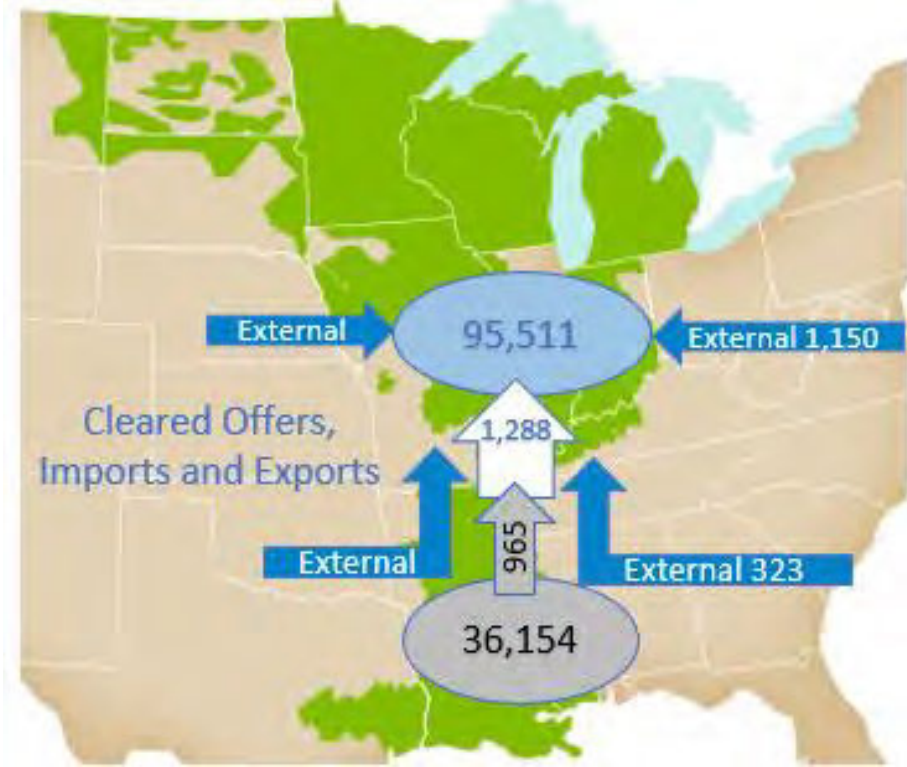 External
95,511
External 1,150
Cleared Offers,
Imports and Exports
1,288
965
External
External 323
36,154